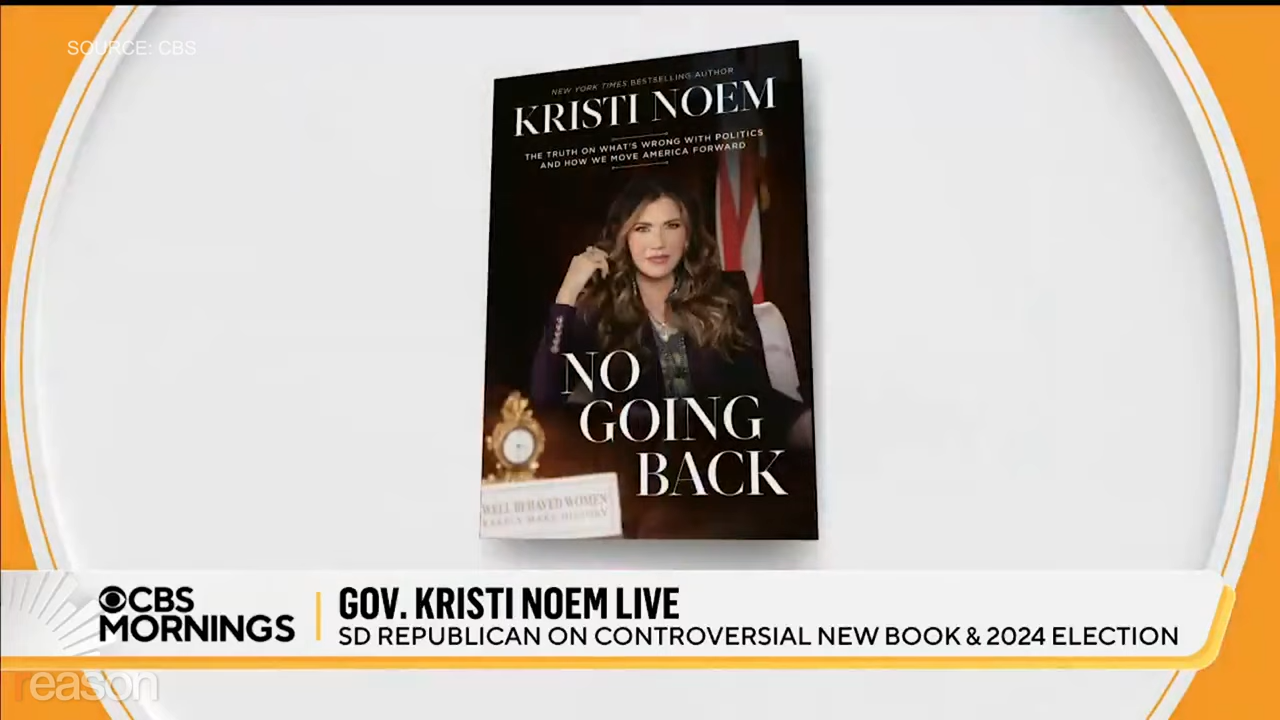 SOURCE: CBS
NEW YORK TIMES BESTSELLING AUTHOR
KRISTI NOEM
THE TRUTH ON WHAT'S WRONG WITH POLITICS
AND HOW WE MOVE AMERICA FORWARD
NO
GOING
BACK
WELL BEHAVED WOMEN
RARELY MAKE HISTORY
CBS
MORNINGS
GOV. KRISTI NOEM LIVE
SD REPUBLICAN ON CONTROVERSIAL NEW BOOK & 2024 ELECTION
reason